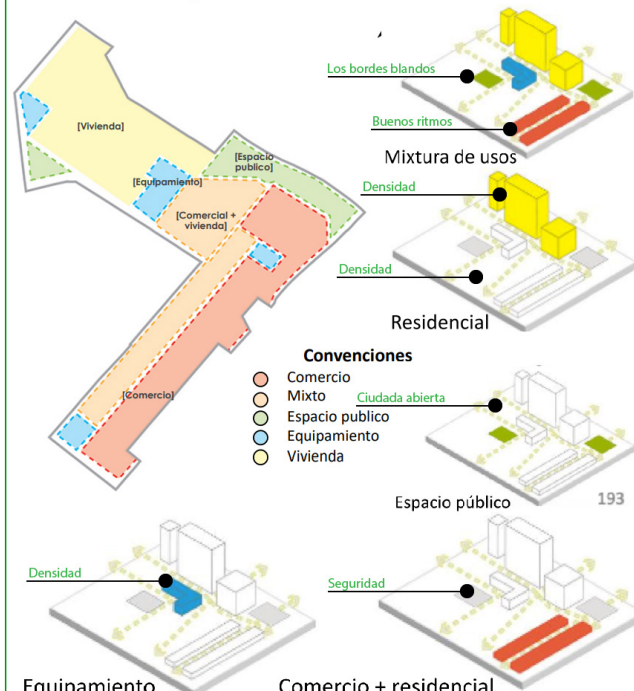 Los bordes blandos
Buenos ritmos
Mixtura de usos
[Vivienda]
[Equipamiento]
[Espacio
publico]
[Comercial +
vivienda]
[Comercio]
Densidad
Densidad
Residencial
Convenciones
Comercio
Mixto
Espacio publico
Equipamiento
Vivienda
Ciudada abierta
Espacio público
193
Densidad
Equipamiento
Seguridad
Comercio + residencial